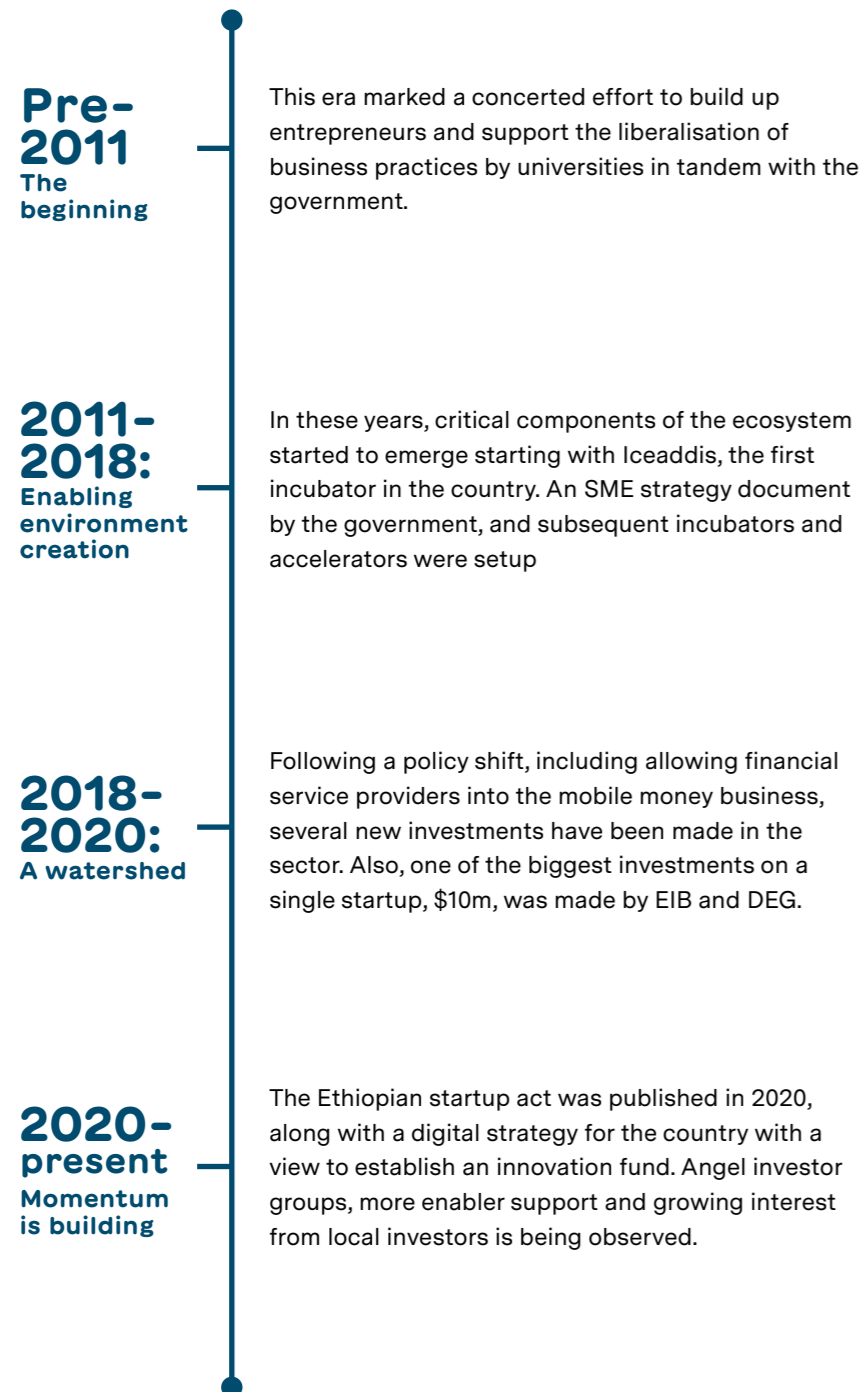 Pre-
2011
The
beginning
This era marked a concerted effort to build up
entrepreneurs and support the liberalisation of
business practices by universities in tandem with the
government.
2011-
2018:
Enabling
environment
creation
In these years, critical components of the ecosystem
started to emerge starting with Iceaddis, the first
incubator in the country. An SME strategy document
by the government, and subsequent incubators and
accelerators were setup
2018-
2020:
A watershed
Following a policy shift, including allowing financial
service providers into the mobile money business,
several new investments have been made in the
sector. Also, one of the biggest investments on a
single startup, $10m, was made by EIB and DEG.
2020-
present
Momentum
is building
The Ethiopian startup act was published in 2020,
along with a digital strategy for the country with a
view to establish an innovation fund. Angel investor
groups, more enabler support and growing interest
from local investors is being observed.